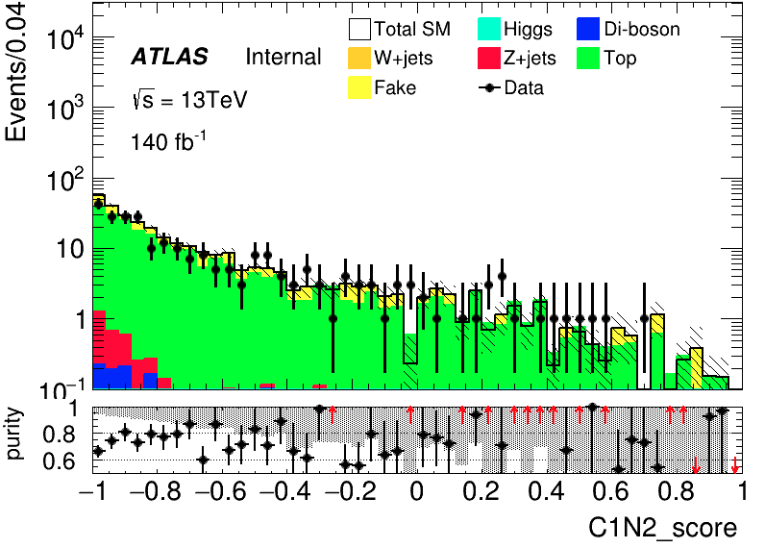 Events/0.04
10⁴
10³
10²
10
1
10⁻¹
ATLAS Internal
√s = 13TeV
140 fb⁻¹
Total SM Higgs Di-boson
W+jets Z+jets Top
Fake Data
purity
1
0.8
0.6
−1 −0.8 −0.6 −0.4 −0.2 0 0.2 0.4 0.6 0.8 1
C1N2_score